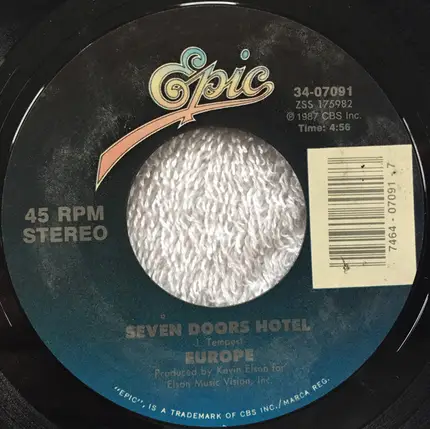 Epic
34-07091
ZSS 175982
℗ 1987 CBS Inc.
Time: 4:56
45 RPM
STEREO
7464-07091 7
SEVEN DOORS HOTEL
J. Tempest
EUROPE
Produced by Kevin Elson for
Elson Music Vision, Inc.
"EPIC", IS A TRADEMARK OF CBS INC./MARCA REG.